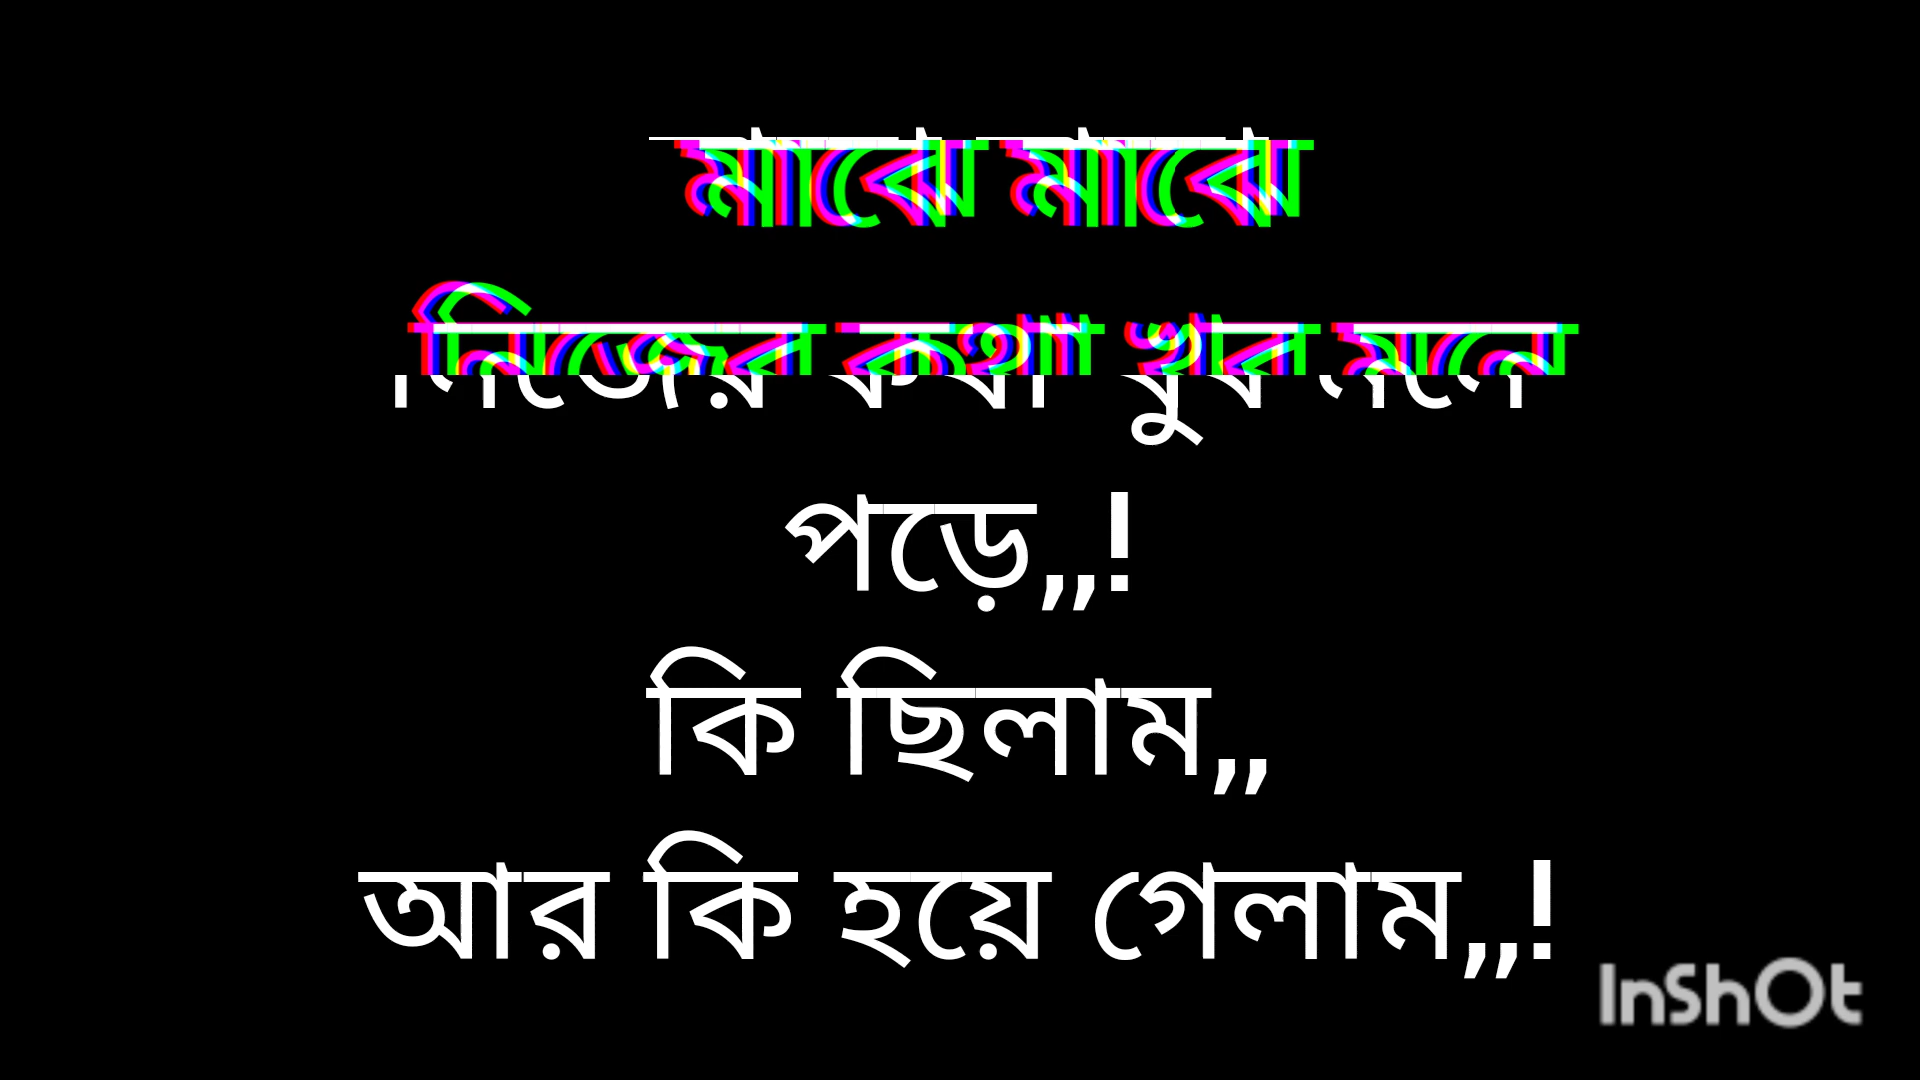 মাঝে মাঝে
নিজের কথা খুব মনে
পড়ে,,!
কি ছিলাম,,
আর কি হয়ে গেলাম,,!
InShOt